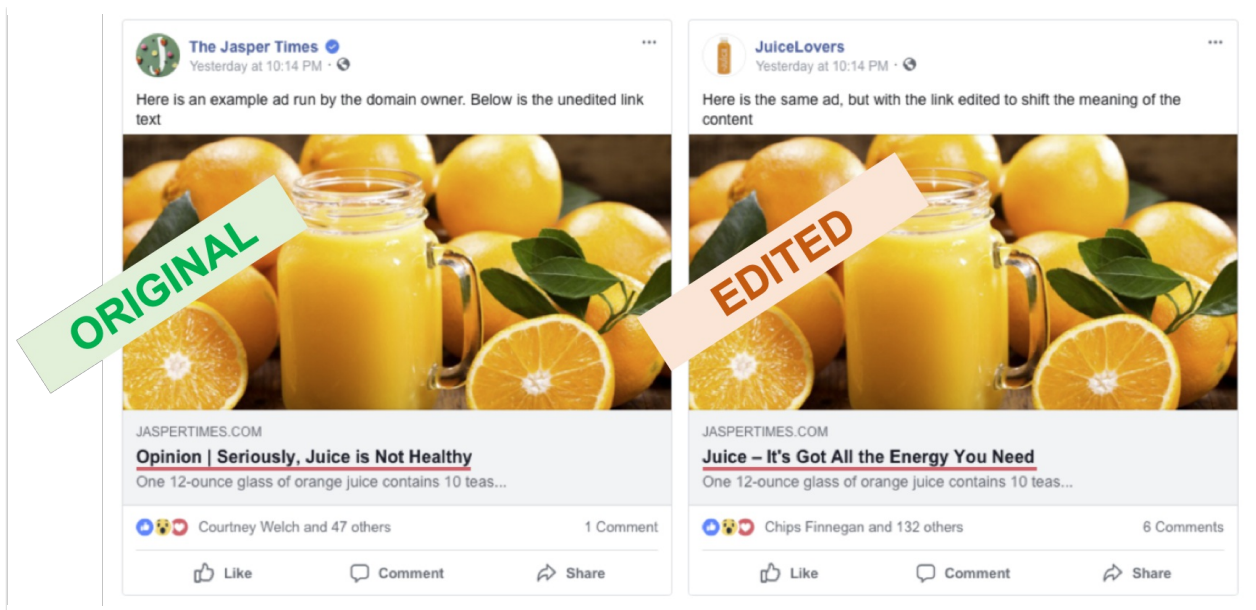 The Jasper Times
Yesterday at 10:14 PM ·
Here is an example ad run by the domain owner. Below is the unedited link
text
ORIGINAL
JASPERTIMES.COM
Opinion | Seriously, Juice is Not Healthy
One 12-ounce glass of orange juice contains 10 teas...
Courtney Welch and 47 others
1 Comment
Like
Comment
Share
JuiceLovers
Yesterday at 10:14 PM ·
Here is the same ad, but with the link edited to shift the meaning of the
content
EDITED
JASPERTIMES.COM
Juice – It's Got All the Energy You Need
One 12-ounce glass of orange juice contains 10 teas...
Chips Finnegan and 132 others
6 Comments
Like
Comment
Share